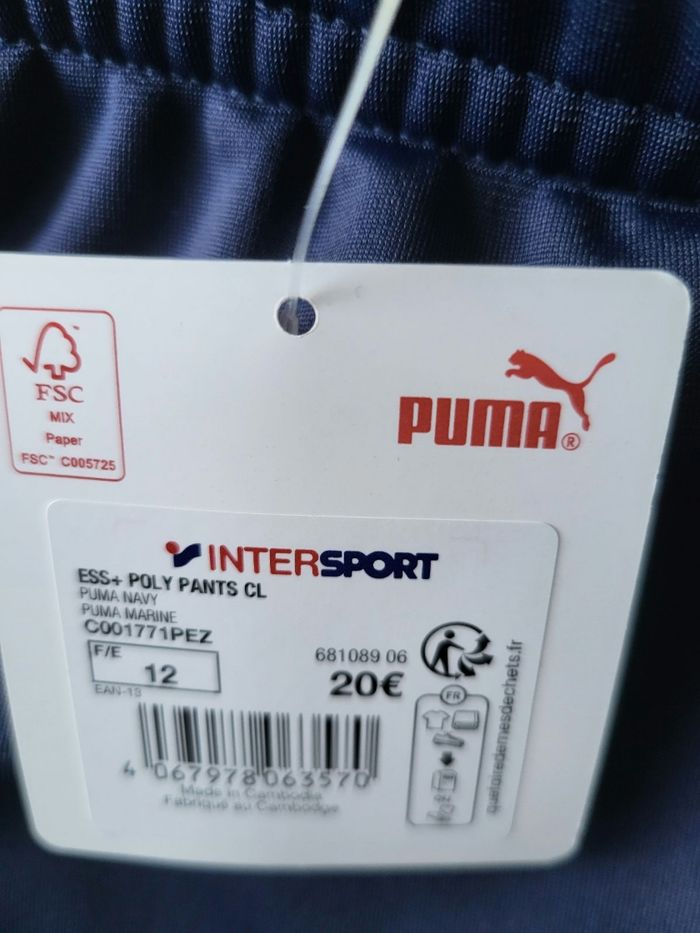 FSC
MIX
Paper
FSC™ C005725
PUMA®
INTERSPORT
ESS+ POLY PANTS CL
PUMA NAVY
PUMA MARINE
C001771PEZ
F/E
12
EAN-13
681089 06
20€
4 067978 063570
Made in Cambodia
Fabriqué au Cambodge
FR
quefairedemesdechets.fr